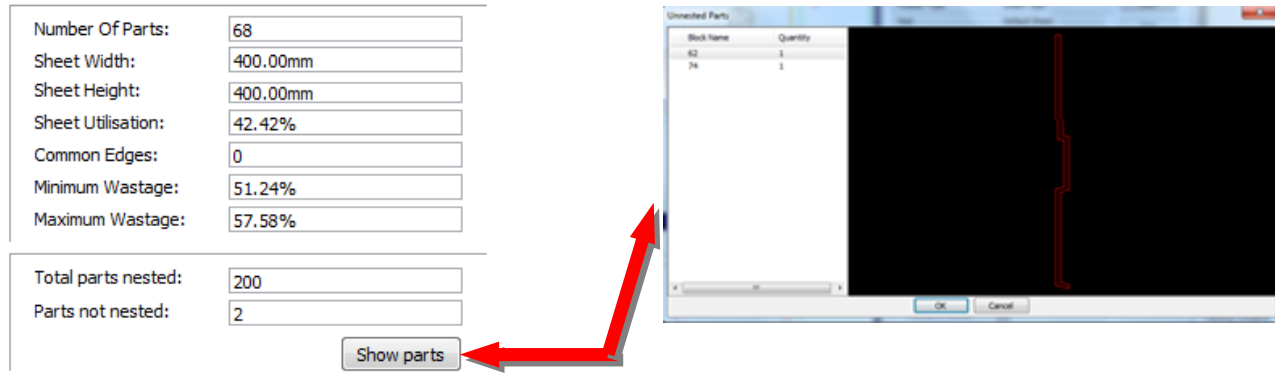 Number Of Parts: 68
Sheet Width: 400.00mm
Sheet Height: 400.00mm
Sheet Utilisation: 42.42%
Common Edges: 0
Minimum Wastage: 51.24%
Maximum Wastage: 57.58%
Total parts nested: 200
Parts not nested: 2
Show parts
Unnested Parts
Block Name Quantity
62 1
74 1
OK Cancel